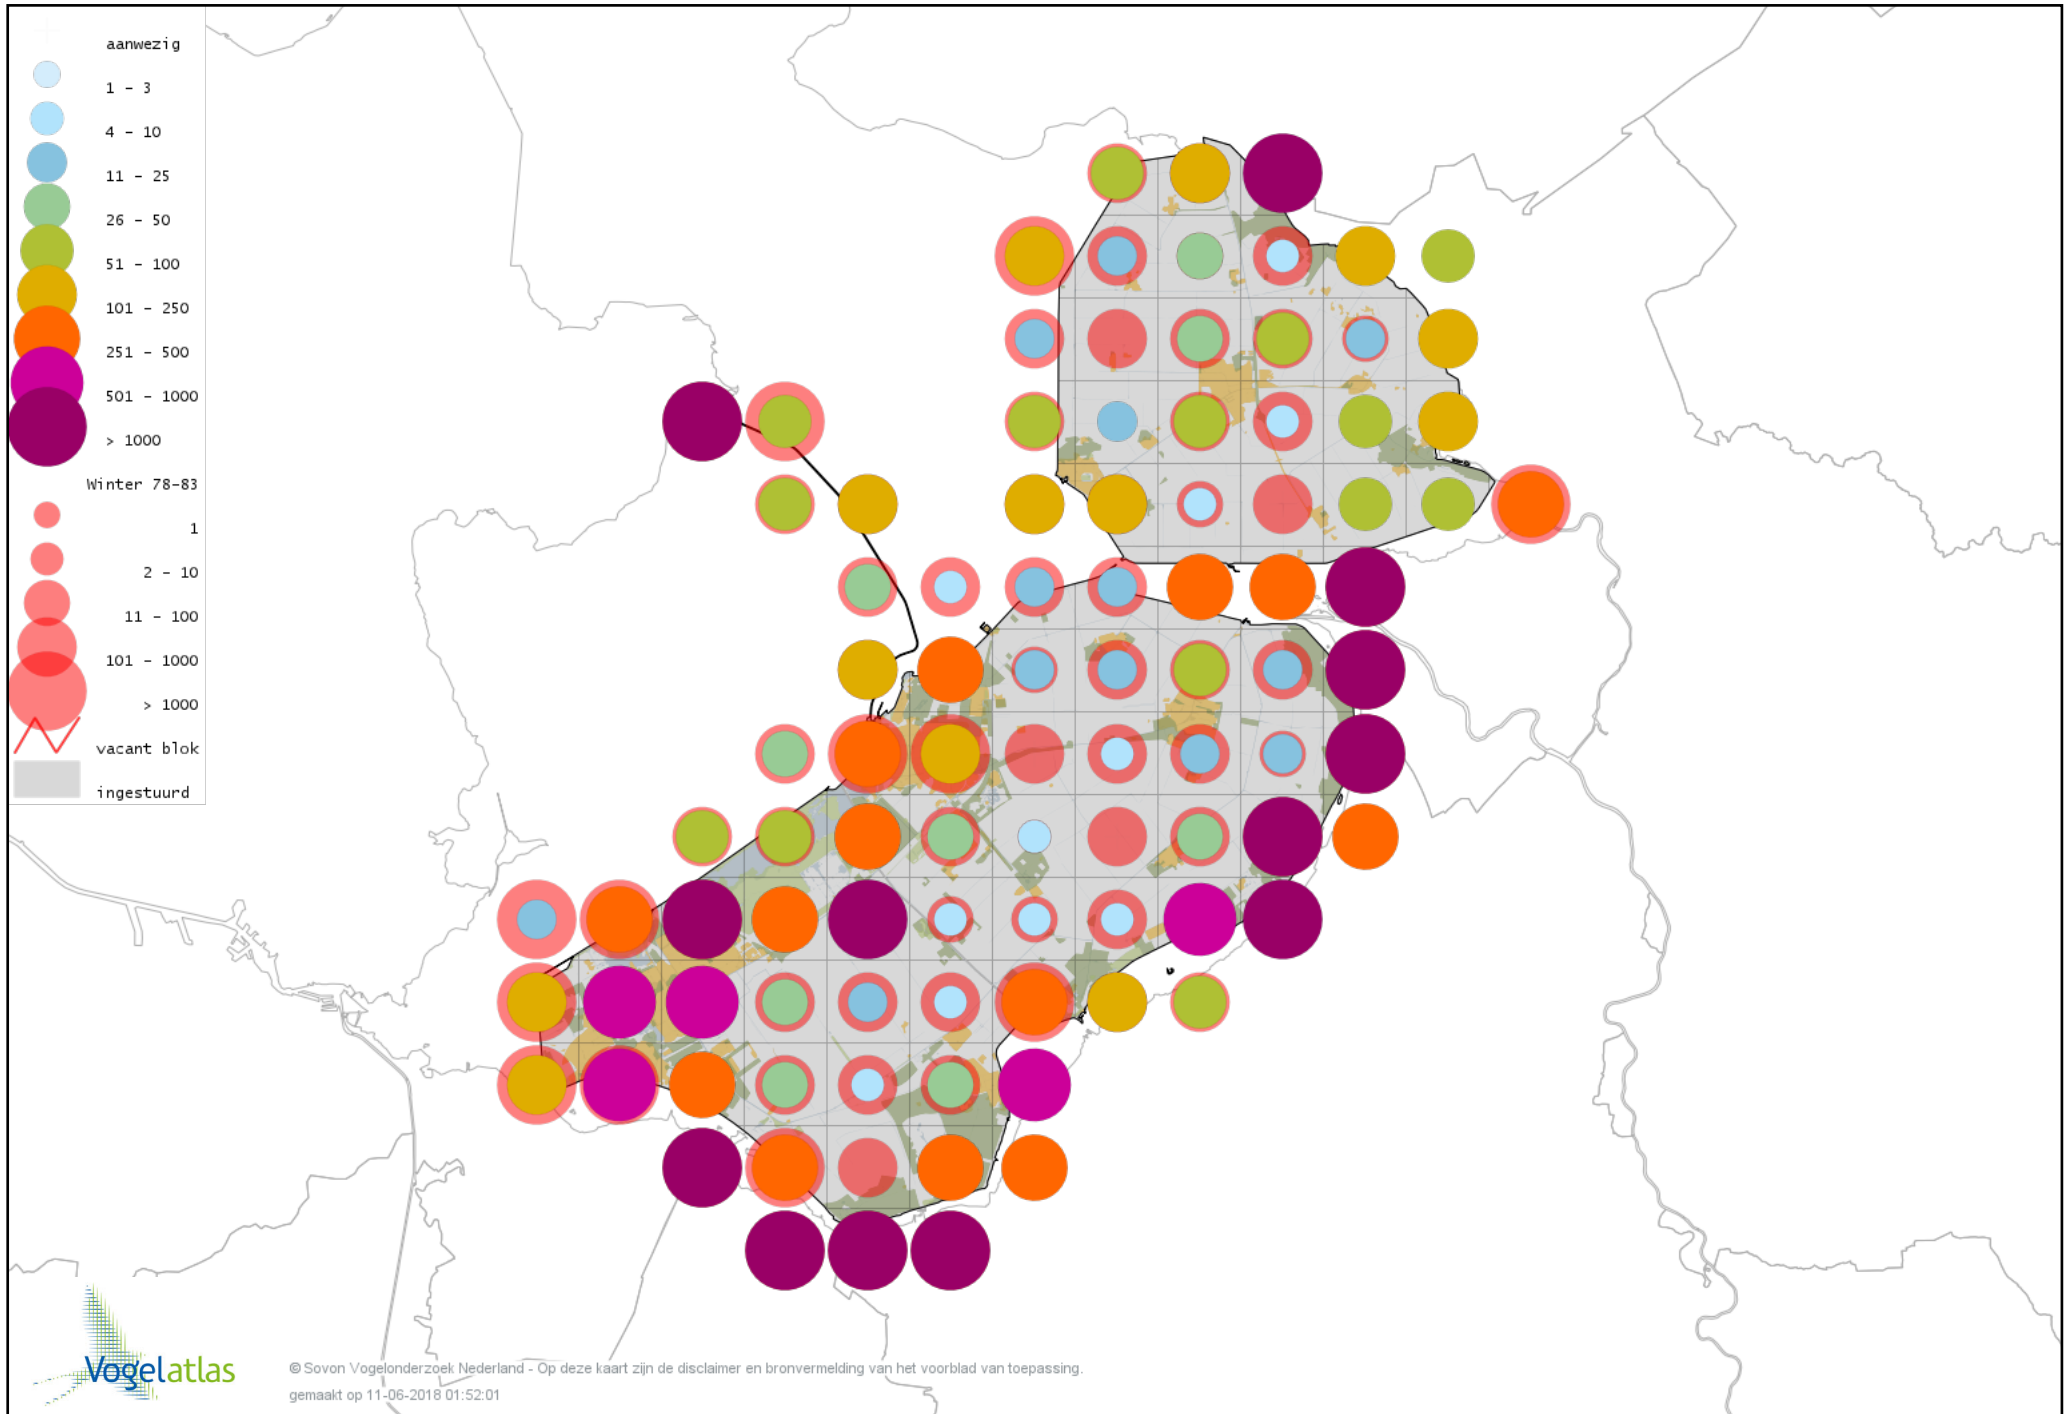 aanwezig
1 - 3
4 - 10
11 - 25
26 - 50
51 - 100
101 - 250
251 - 500
501 - 1000
> 1000
Winter 78-83
1
2 - 10
11 - 100
101 - 1000
> 1000
vacant blok
ingestuurd
Vogelatlas
© Sovon Vogelonderzoek Nederland - Op deze kaart zijn de disclaimer en bronvermelding van het voorblad van toepassing.
gemaakt op 11-06-2018 01:52:01